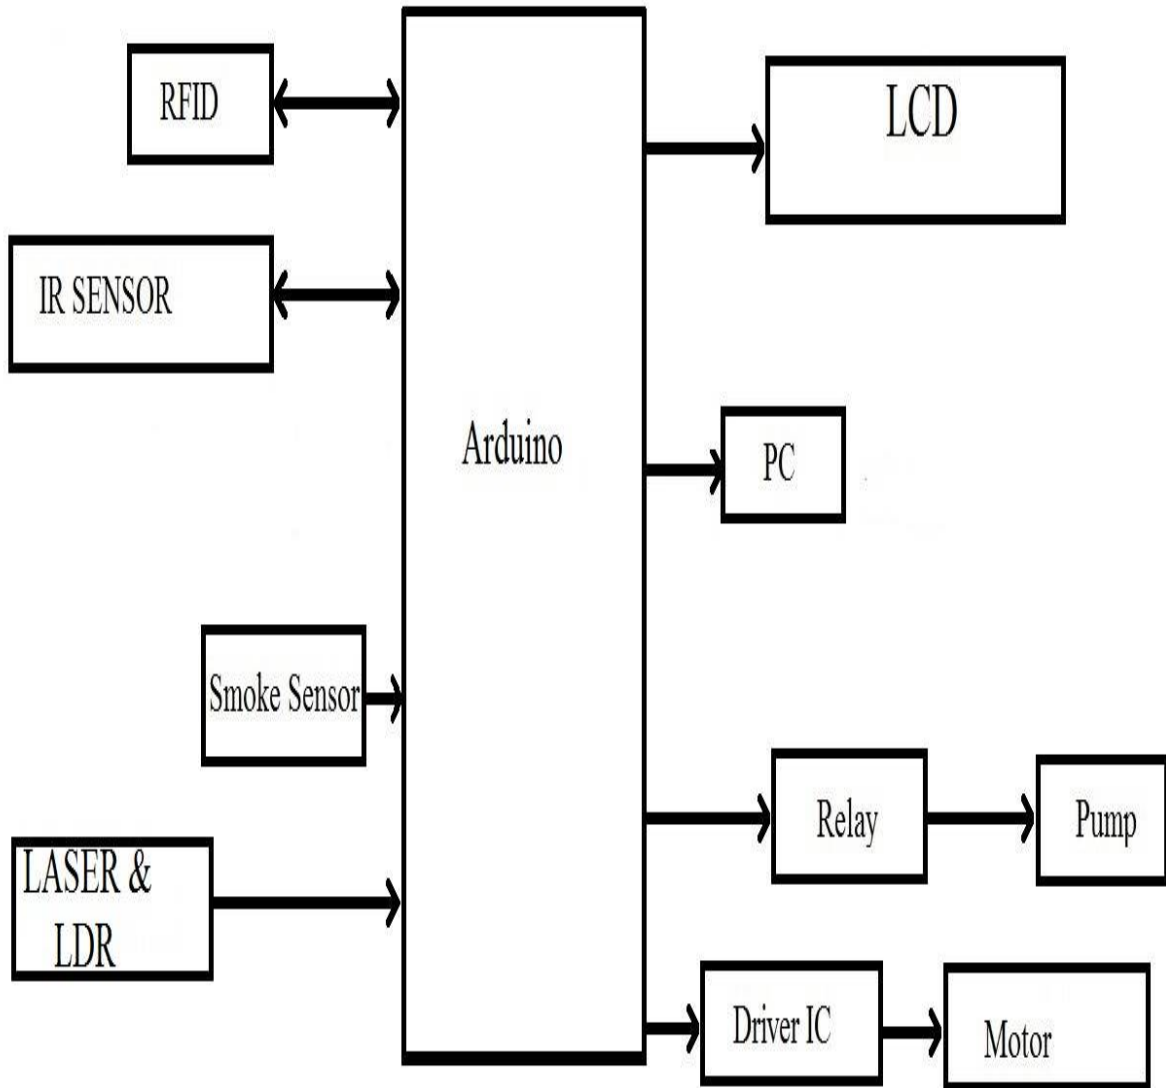 RFID
LCD
IR SENSOR
Arduino
PC
Smoke Sensor
Relay
Pump
LASER &
LDR
Driver IC
Motor